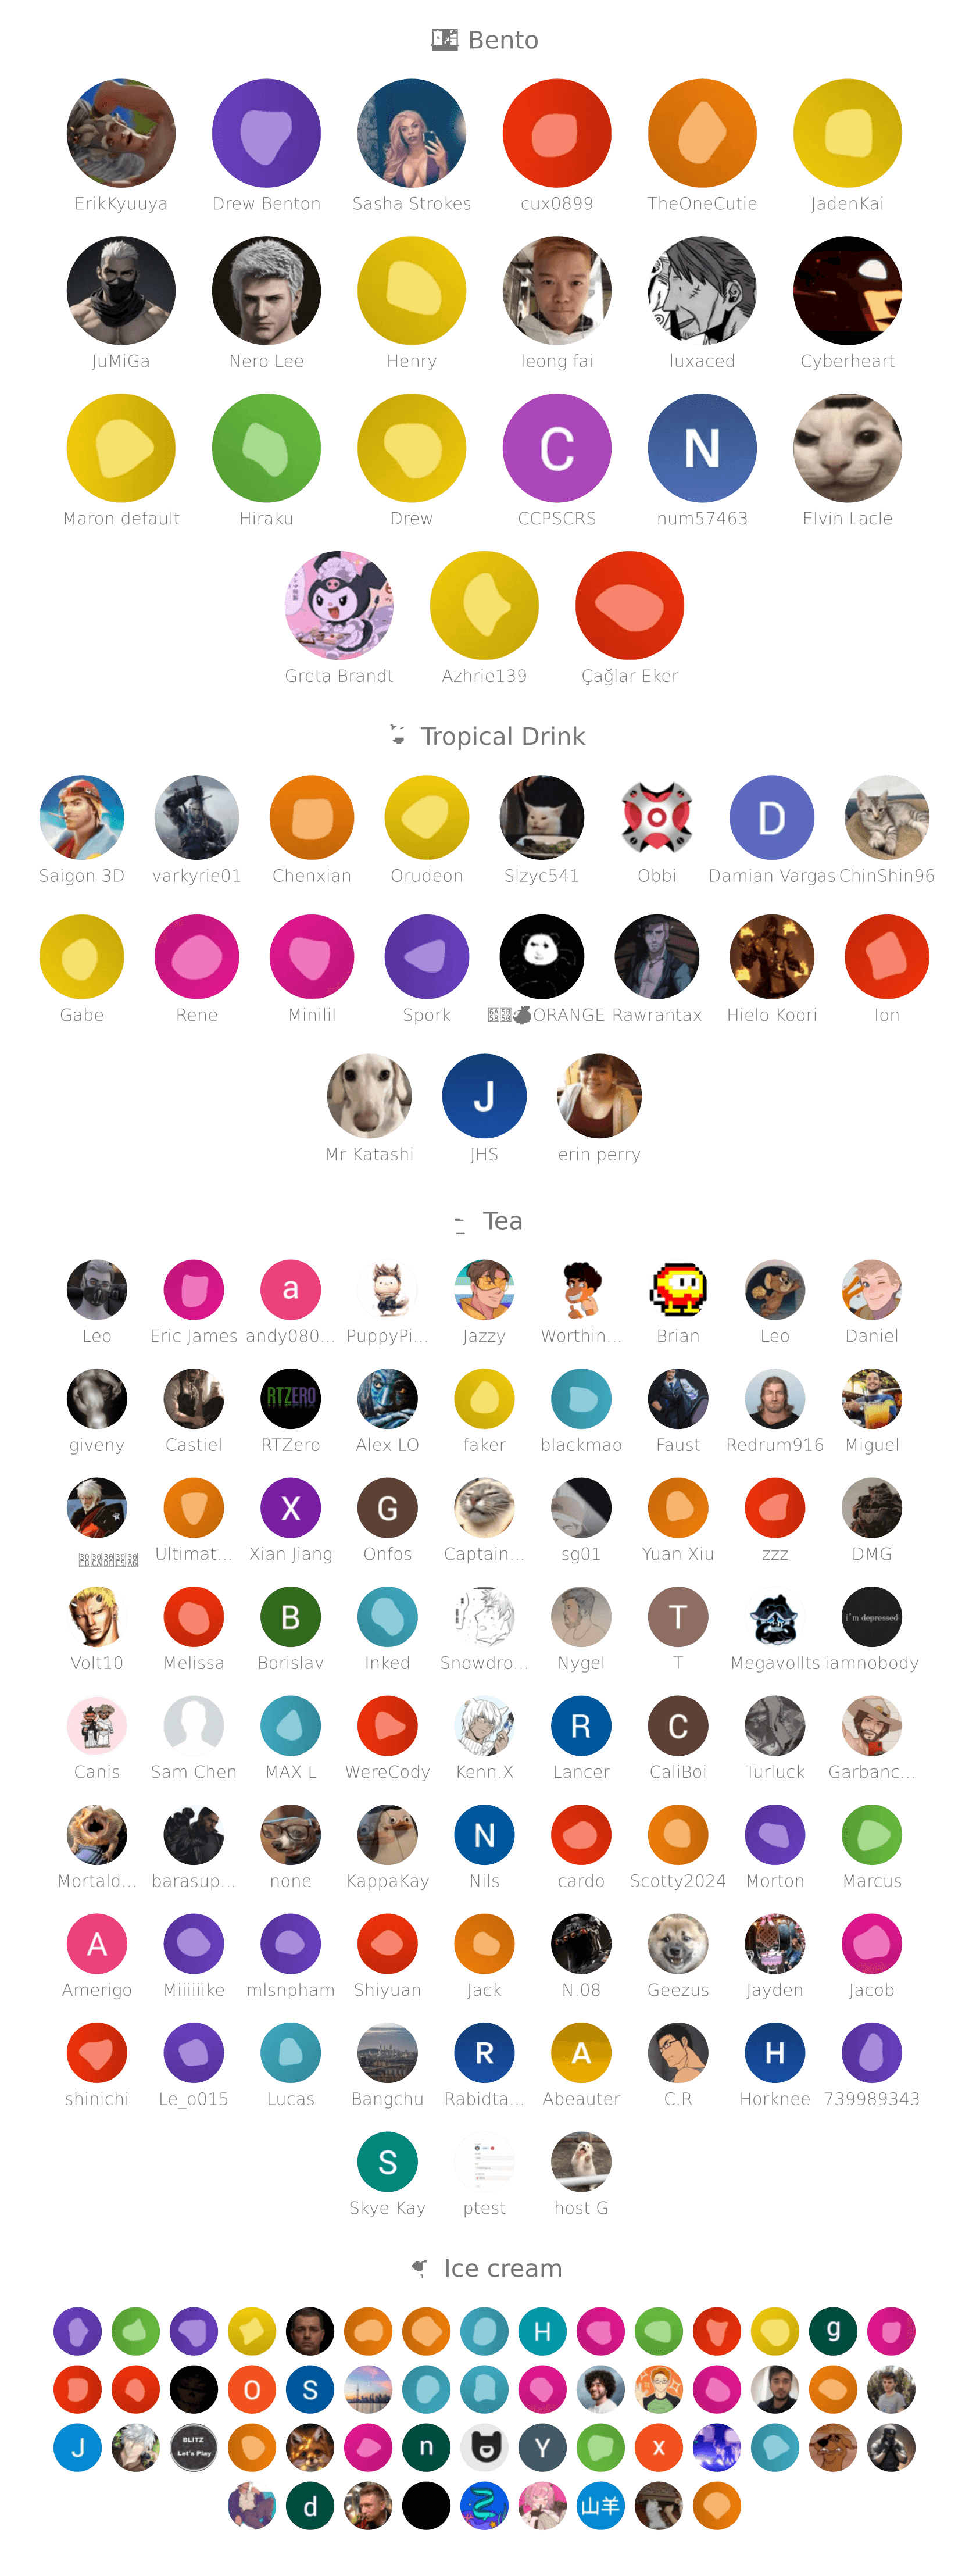 Bento
ErikKyuuya Drew Benton Sasha Strokes cux0899 TheOneCutie JadenKai
JuMiGa Nero Lee Henry leong fai luxaced Cyberheart
C N
Maron default Hiraku Drew CCPSCRS num57463 Elvin Lacle
Greta Brandt Azhrie139 Çağlar Eker
Tropical Drink
D
Saigon 3D varkyrie01 Chenxian Orudeon Slzyc541 Obbi Damian Vargas ChinShin96
Gabe Rene Minilil Spork ORANGE Rawrantax Hielo Koori Ion
J
Mr Katashi JHS erin perry
Tea
a
Leo Eric James andy080... PuppyPi... Jazzy Worthin... Brian Leo Daniel
RTZERO
giveny Castiel RTZero Alex LO faker blackmao Faust Redrum916 Miguel
X G
Ultimat... Xian Jiang Onfos Captain... sg01 Yuan Xiu zzz DMG
B T i'm depressed
Volt10 Melissa Borislav Inked Snowdro... Nygel T Megavollts iamnobody
R C
Canis Sam Chen MAX L WereCody Kenn.X Lancer CaliBoi Turluck Garbanc...
N
Mortald... barasup... none KappaKay Nils cardo Scotty2024 Morton Marcus
A
Amerigo Miiiiiike mlsnpham Shiyuan Jack N.08 Geezus Jayden Jacob
R A H
shinichi Le_o015 Lucas Bangchu Rabidta... Abeauter C.R Horknee 739989343
S
Skye Kay ptest host G
Ice cream
H g
O S
J BLITZ Let's Play n Y x
d 山羊